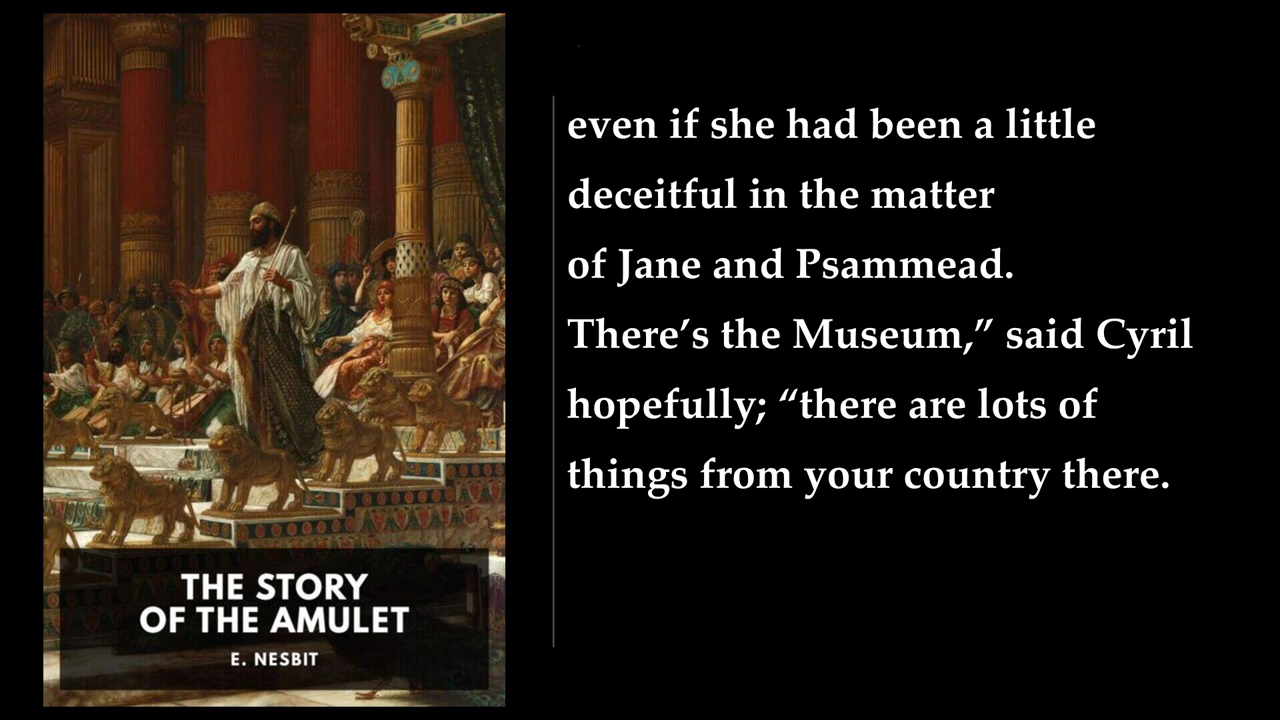 even if she had been a little
deceitful in the matter
of Jane and Psammead.
There’s the Museum,” said Cyril
hopefully; “there are lots of
things from your country there.
THE STORY
OF THE AMULET
E. NESBIT